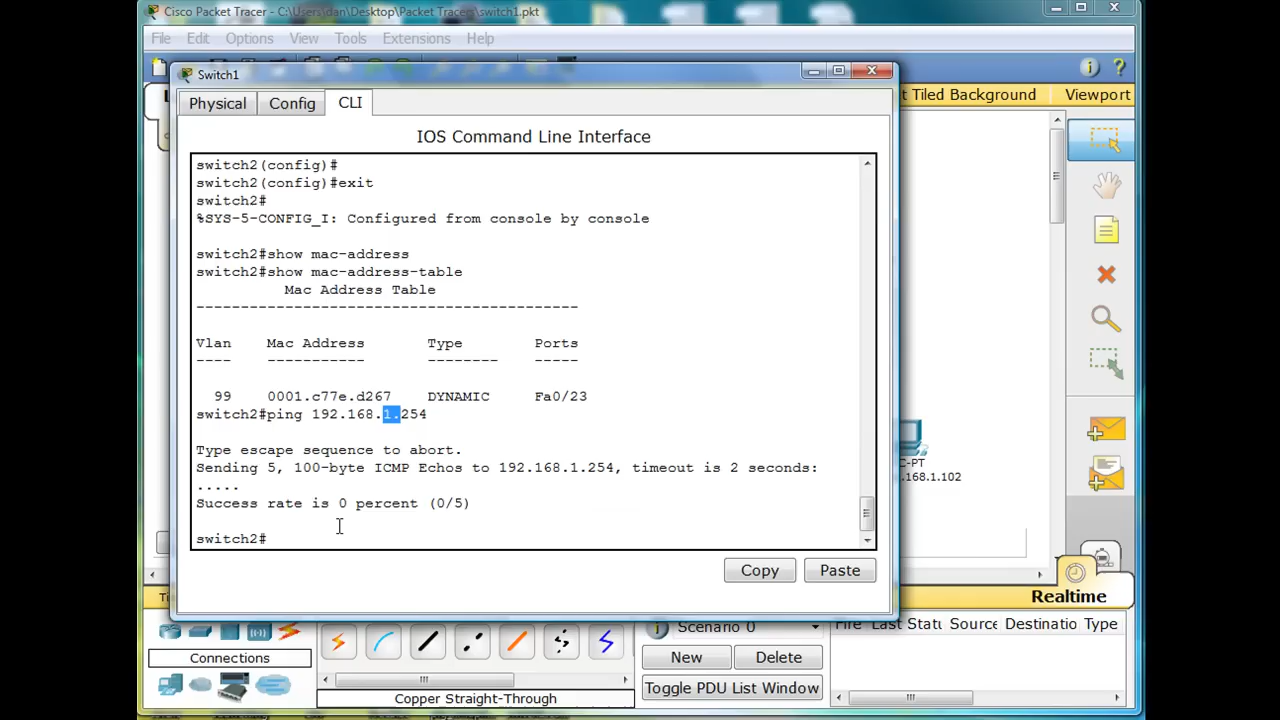 Cisco Packet Tracer - C:\Users\dan\Desktop\Packet Tracers\switch1.pkt
File Edit Options View Tools Extensions Help
Switch1
Physical Config CLI
t Tiled Background Viewport
IOS Command Line Interface
switch2(config)#
switch2(config)#exit
switch2#
%SYS-5-CONFIG_I: Configured from console by console
switch2#show mac-address
switch2#show mac-address-table
Mac Address Table
-------------------------------------------
Vlan Mac Address Type Ports
---- ----------- -------- -----
99 0001.c77e.d267 DYNAMIC Fa0/23
switch2#ping 192.168.1.254
Type escape sequence to abort.
Sending 5, 100-byte ICMP Echos to 192.168.1.254, timeout is 2 seconds:
.....
Success rate is 0 percent (0/5)
switch2#
C-PT
.168.1.102
Copy Paste
Realtime
Scenario 0
File Last Statu Source Destinatio Type
Connections
New Delete
Toggle PDU List Window
Copper Straight-Through